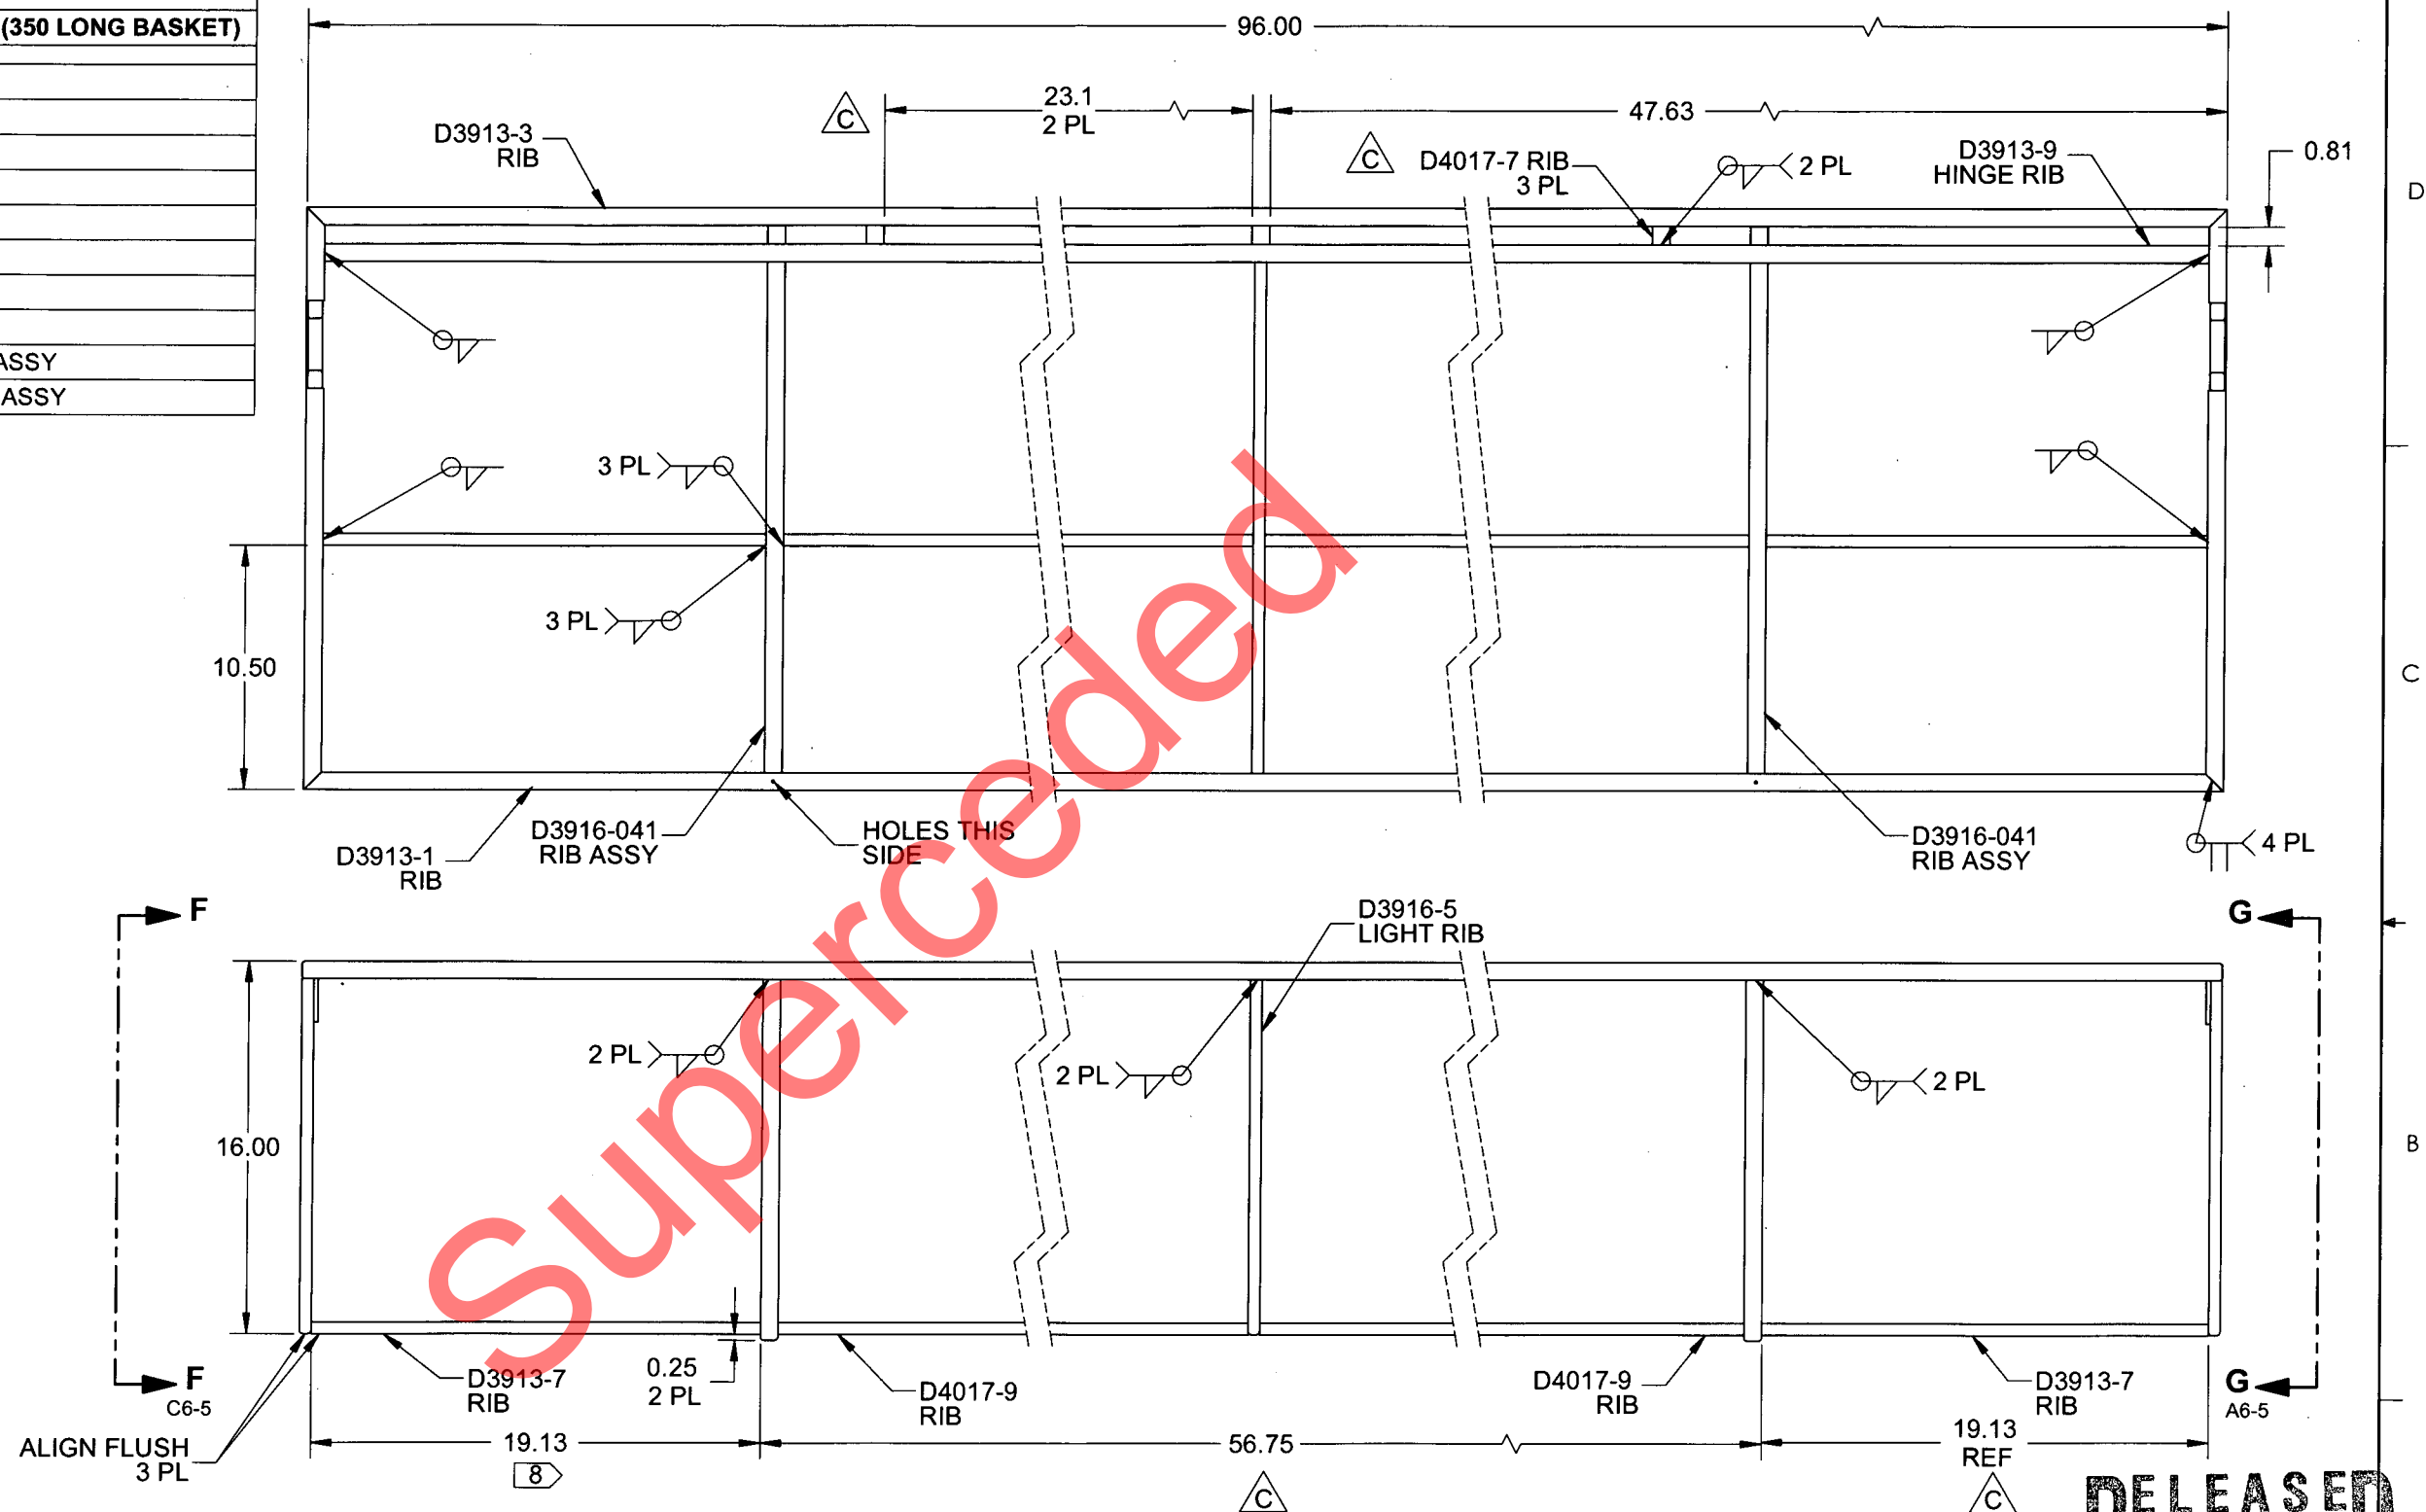 (350 LONG BASKET)
ASSY
ASSY
96.00
23.1
2 PL
47.63
C
D3913-3
RIB
C
D4017-7 RIB
3 PL
2 PL
D3913-9
HINGE RIB
0.81
D
3 PL
3 PL
10.50
C
D3913-1
RIB
D3916-041
RIB ASSY
HOLES THIS
SIDE
D3916-041
RIB ASSY
4 PL
F
G
D3916-5
LIGHT RIB
2 PL
2 PL
2 PL
16.00
B
Superceded
F
C6-5
D3913-7
RIB
0.25
2 PL
D4017-9
RIB
D4017-9
RIB
D3913-7
RIB
G
A6-5
ALIGN FLUSH
3 PL
19.13
8
56.75
C
19.13
REF
C
RELEASED